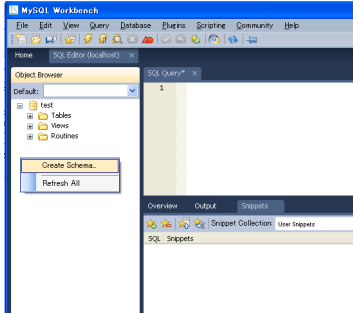 MySQL Workbench
File Edit View Query Database Plugins Scripting Community Help
Home SQL Editor (localhost) ×
Object Browser
SQL Query* ×
Default:
1
test
Tables
Views
Routines
Create Schema...
Refresh All
Overview Output Snippets
Snippet Collection: User Snippets
SQL Snippets